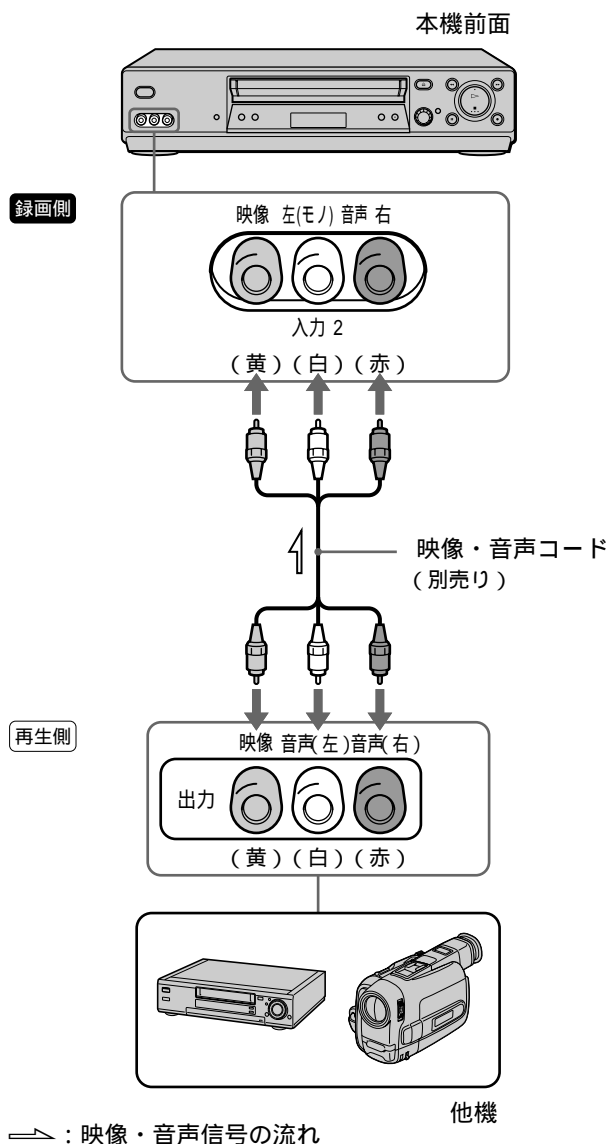 本機前面
録画側
映像 左(モノ) 音声 右
入力 2
(黄)(白)(赤)
映像・音声コード
(別売り)
再生側
映像 音声(左)音声(右)
出力
(黄)(白)(赤)
他機
:映像・音声信号の流れ